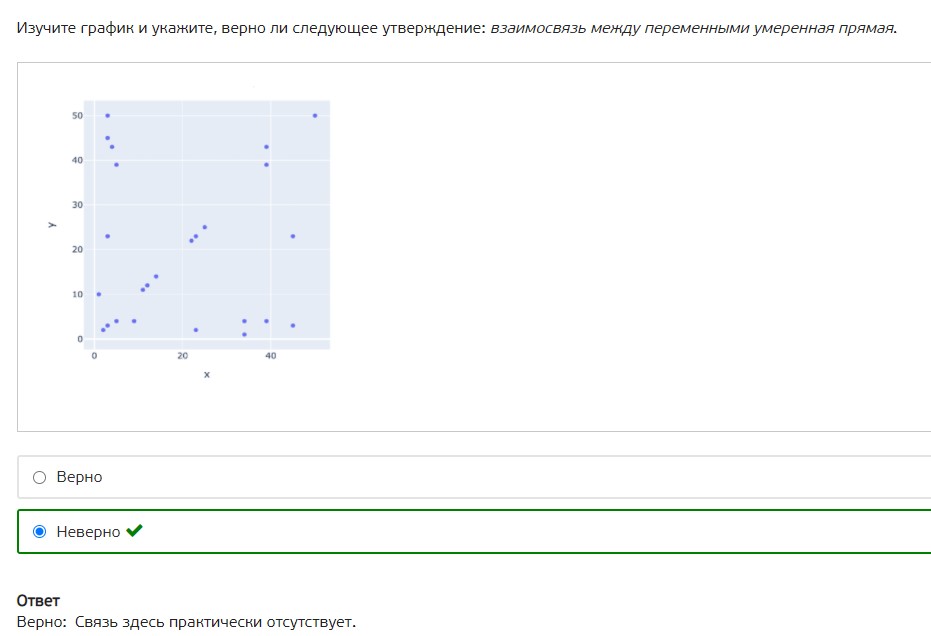 Изучите график и укажите, верно ли следующее утверждение: взаимосвязь между переменными умеренная прямая.
50
40
30
y
20
10
0
0 20 40
x
Верно
Неверно
Ответ
Верно: Связь здесь практически отсутствует.